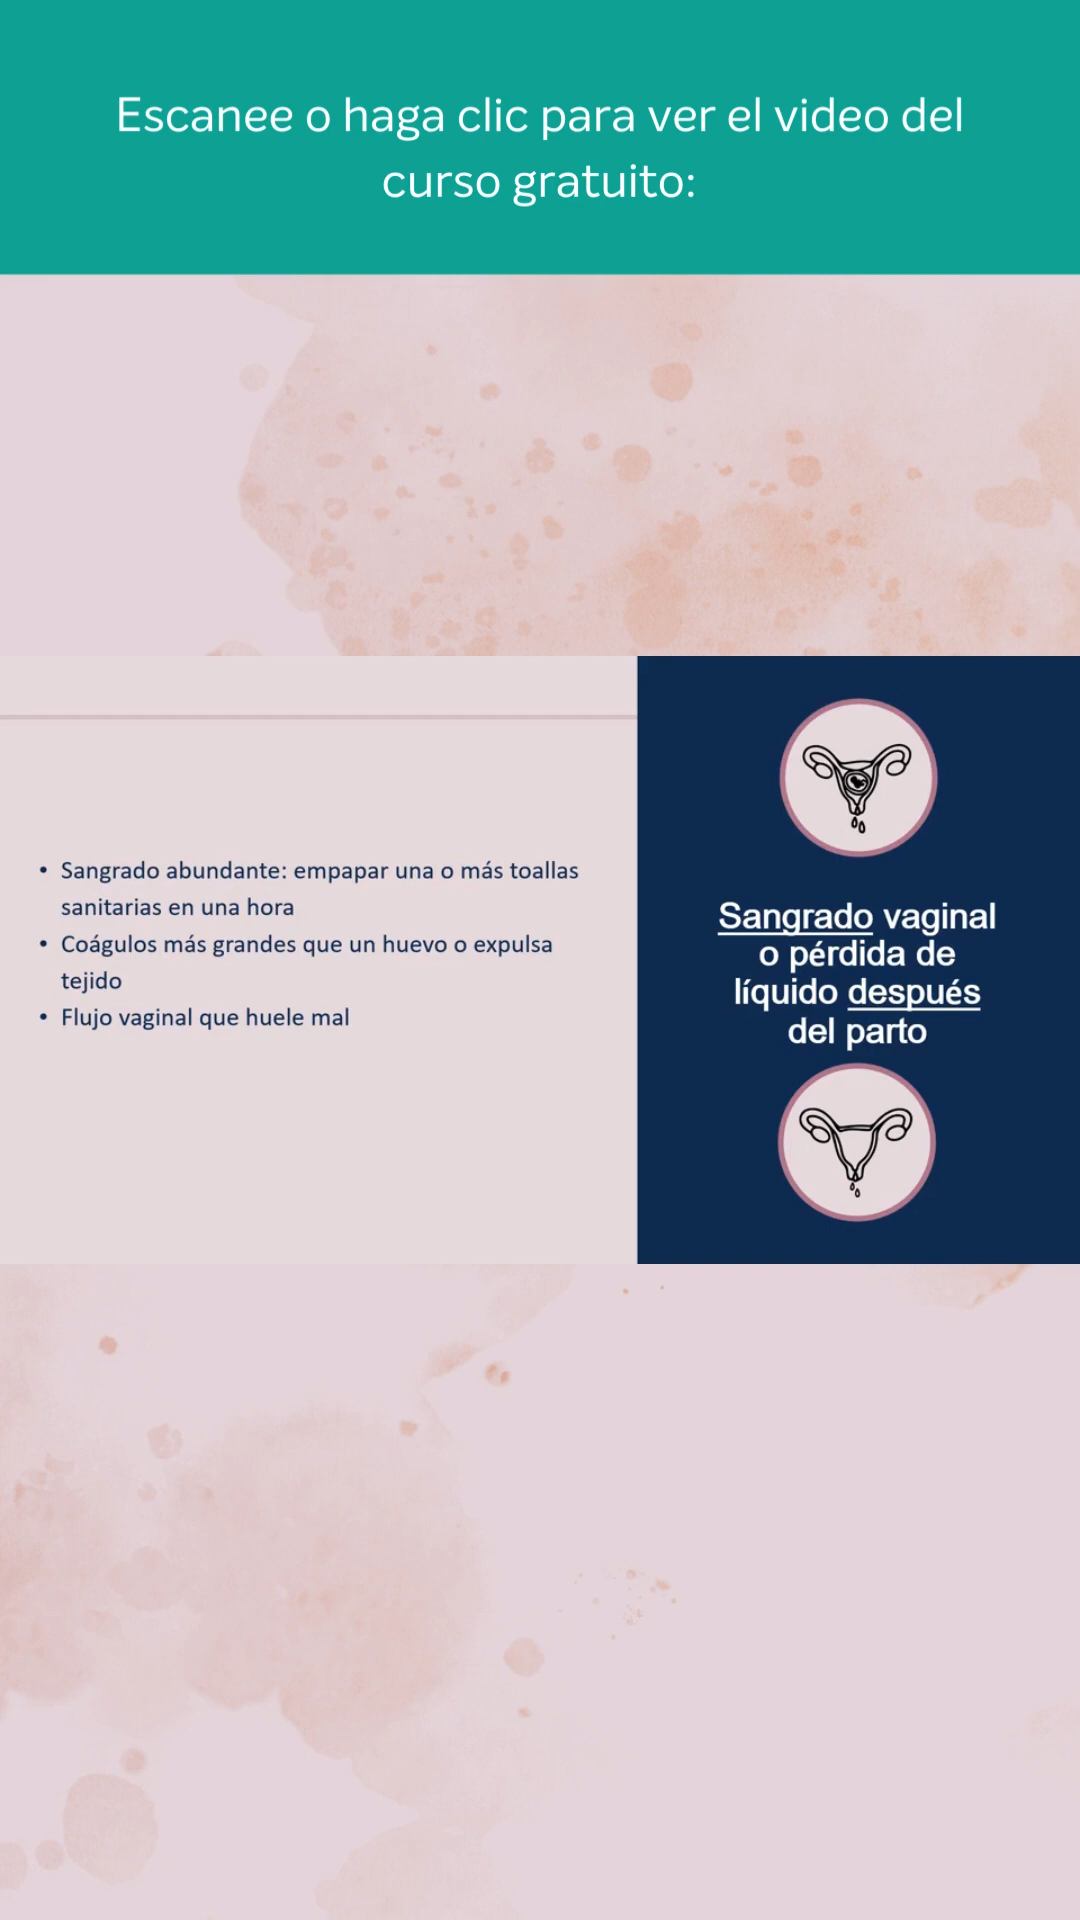 Escanee o haga clic para ver el video del
curso gratuito:
• Sangrado abundante: empapar una o más toallas
sanitarias en una hora
• Coágulos más grandes que un huevo o expulsa
tejido
• Flujo vaginal que huele mal
Sangrado vaginal
o pérdida de
líquido después
del parto